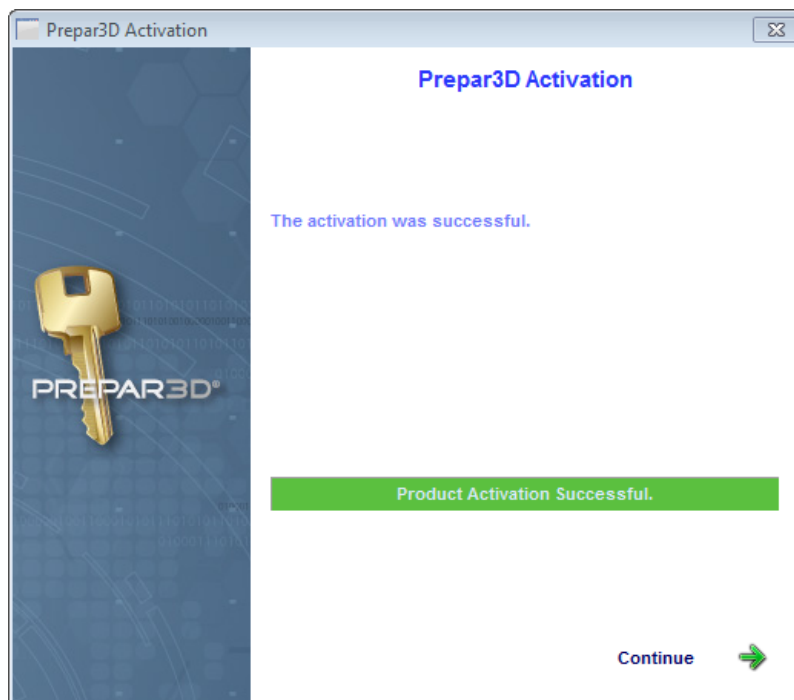 Prepar3D Activation
Prepar3D Activation
The activation was successful.
PREPAR3D®
Product Activation Successful.
Continue